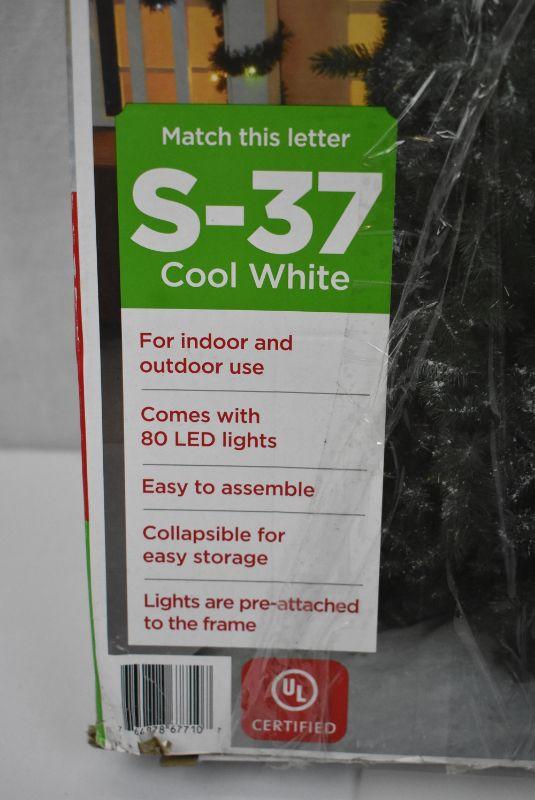 Match this letter
S-37
Cool White
For indoor and
outdoor use
Comes with
80 LED lights
Easy to assemble
Collapsible for
easy storage
Lights are pre-attached
to the frame
UL
CERTIFIED
67710